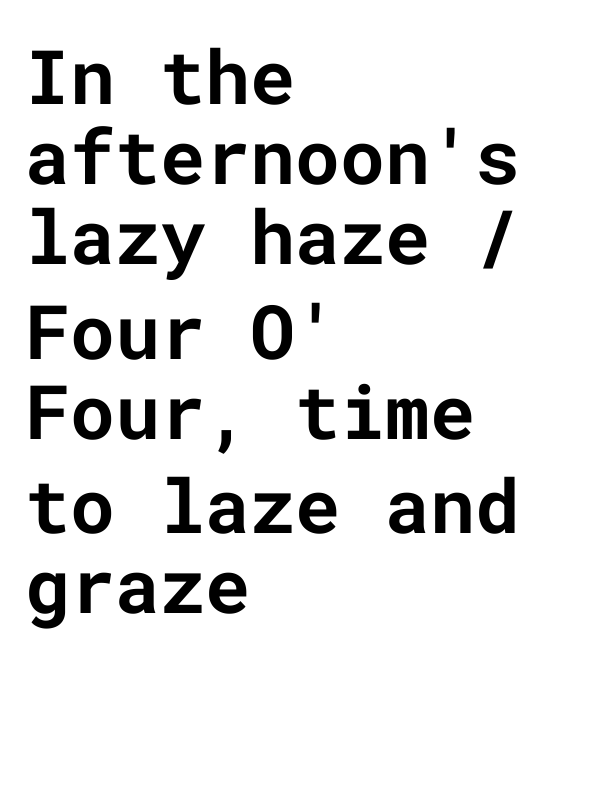 In the
afternoon's
lazy haze /
Four O'
Four, time
to laze and
graze